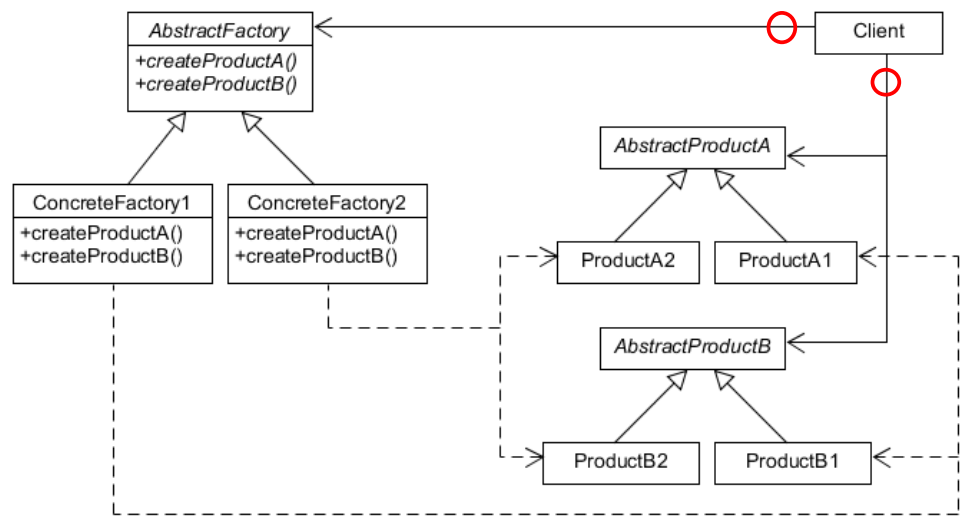 AbstractFactory
+createProductA()
+createProductB()
Client
AbstractProductA
ConcreteFactory1
+createProductA()
+createProductB()
ConcreteFactory2
+createProductA()
+createProductB()
ProductA2
ProductA1
AbstractProductB
ProductB2
ProductB1